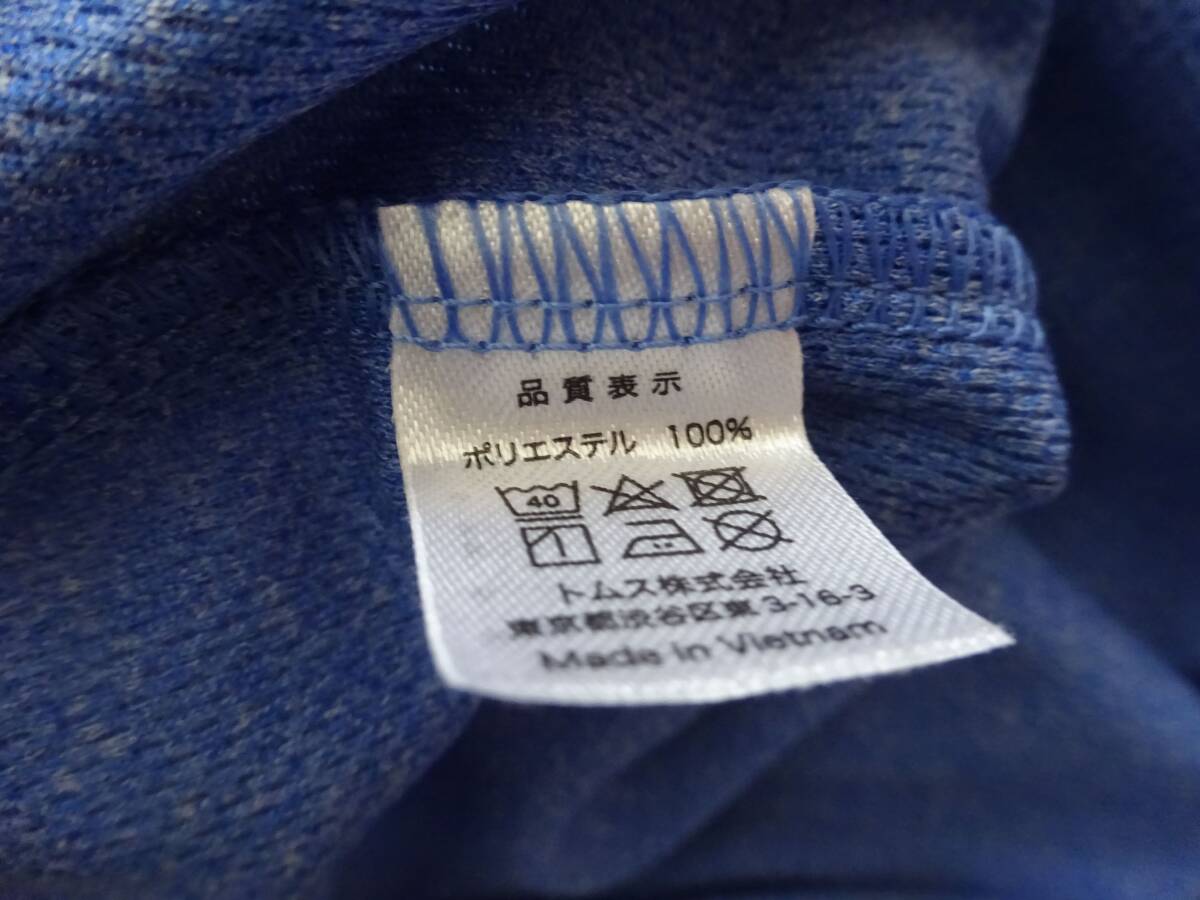 品質表示
ポリエステル 100%
40
トムス株式会社
東京都渋谷区東3-16-3
Made in Vietnam